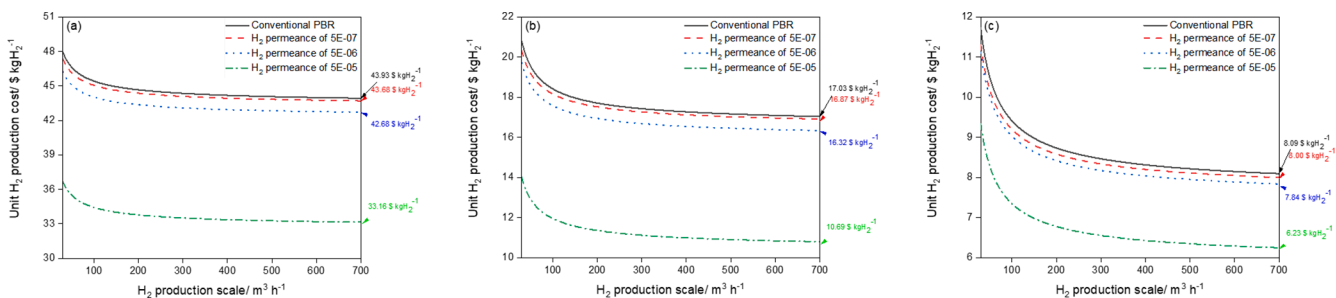 (a)
Conventional PBR
H₂ permeance of 5E-07
H₂ permeance of 5E-06
H₂ permeance of 5E-05
51
48
45
42
39
36
33
30
100 200 300 400 500 600 700
Unit H₂ production cost/ $ kgH₂⁻¹
H₂ production scale/ m³ h⁻¹
43.93 $ kgH₂⁻¹
43.68 $ kgH₂⁻¹
42.68 $ kgH₂⁻¹
33.16 $ kgH₂⁻¹
(b)
Conventional PBR
H₂ permeance of 5E-07
H₂ permeance of 5E-06
H₂ permeance of 5E-05
22
20
18
16
14
12
10
100 200 300 400 500 600 700
Unit H₂ production cost/ $ kgH₂⁻¹
H₂ production scale/ m³ h⁻¹
17.03 $ kgH₂⁻¹
16.87 $ kgH₂⁻¹
16.32 $ kgH₂⁻¹
10.69 $ kgH₂⁻¹
(c)
Conventional PBR
H₂ permeance of 5E-07
H₂ permeance of 5E-06
H₂ permeance of 5E-05
12
11
10
9
8
7
6
100 200 300 400 500 600 700
Unit H₂ production cost/ $ kgH₂⁻¹
H₂ production scale/ m³ h⁻¹
8.09 $ kgH₂⁻¹
8.00 $ kgH₂⁻¹
7.84 $ kgH₂⁻¹
6.23 $ kgH₂⁻¹